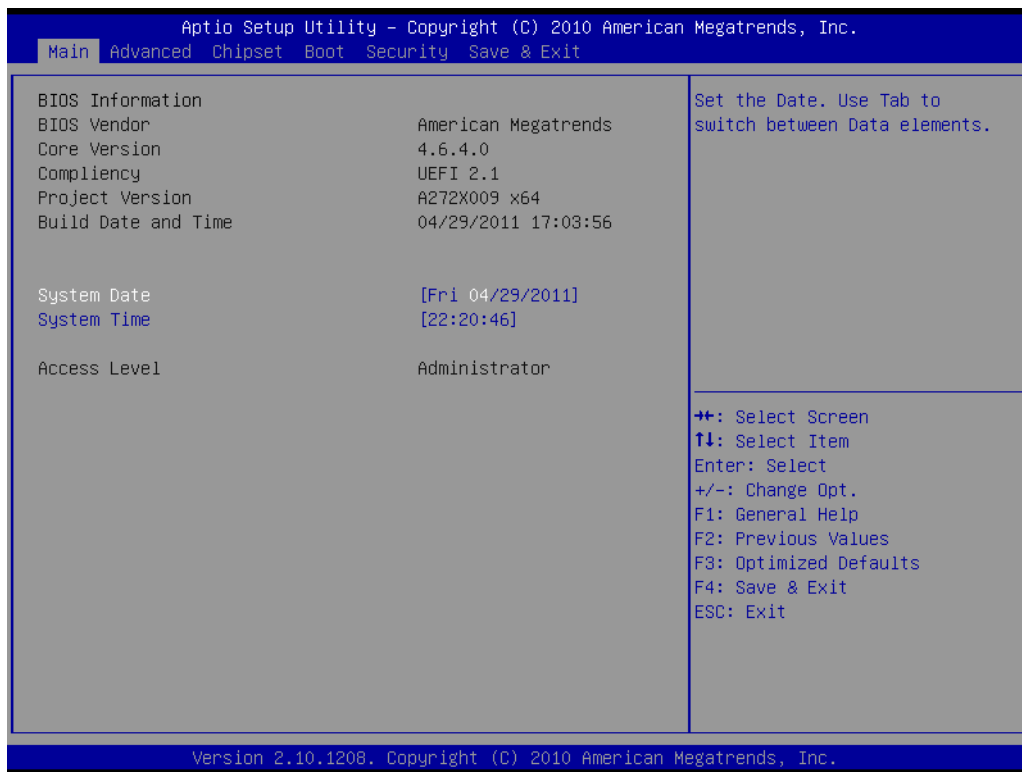 Aptio Setup Utility – Copyright (C) 2010 American Megatrends, Inc.
Main Advanced Chipset Boot Security Save & Exit
BIOS Information
BIOS Vendor American Megatrends
Core Version 4.6.4.0
Compliency UEFI 2.1
Project Version A272X009 x64
Build Date and Time 04/29/2011 17:03:56
System Date [Fri 04/29/2011]
System Time [22:20:46]
Access Level Administrator
Set the Date. Use Tab to
switch between Data elements.
→←: Select Screen
↑↓: Select Item
Enter: Select
+/-: Change Opt.
F1: General Help
F2: Previous Values
F3: Optimized Defaults
F4: Save & Exit
ESC: Exit
Version 2.10.1208. Copyright (C) 2010 American Megatrends, Inc.